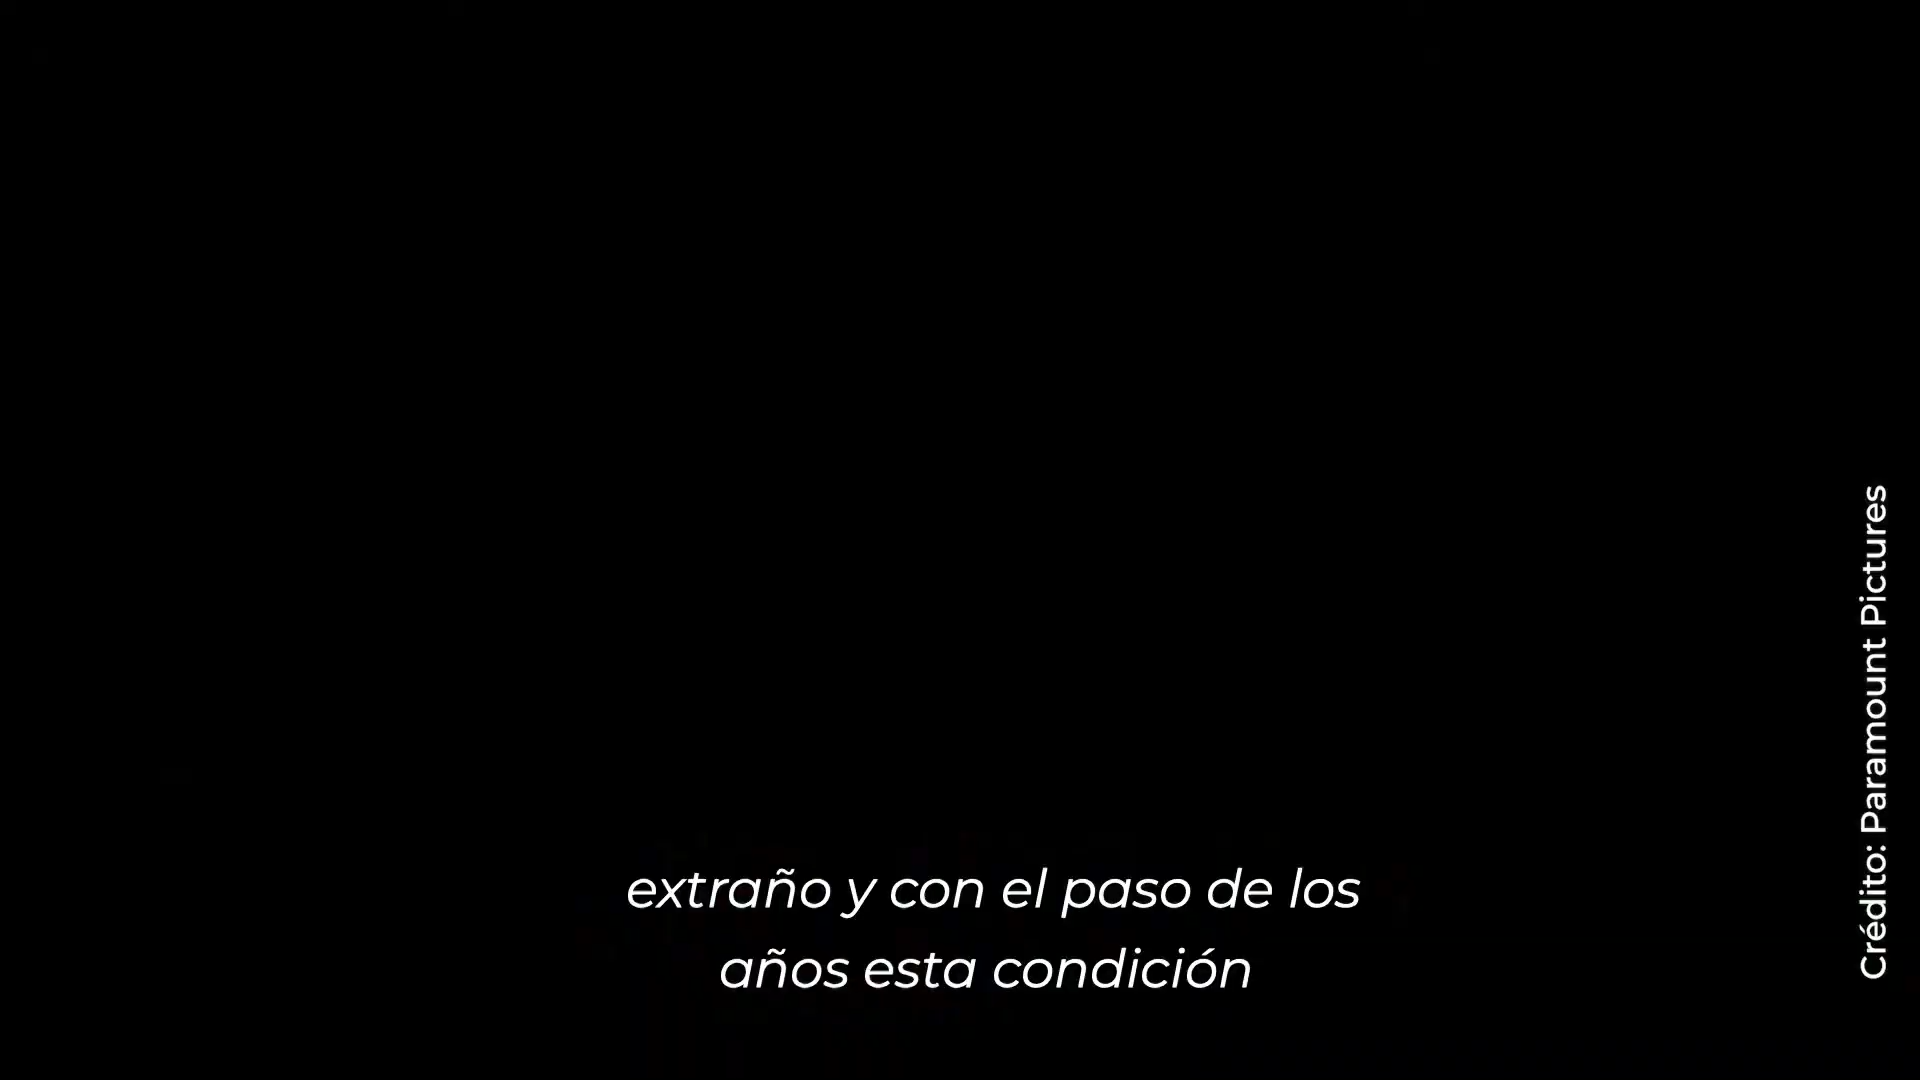 extraño y con el paso de los
años esta condición
Crédito: Paramount Pictures